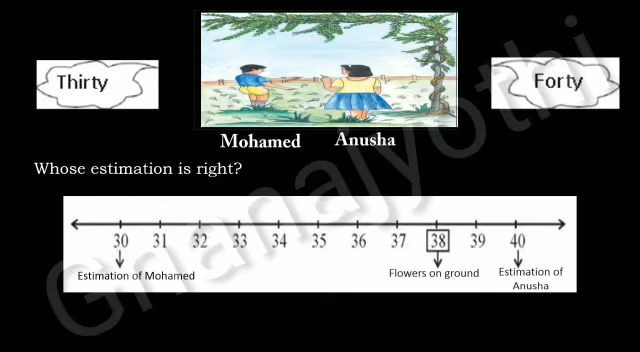 Thirty
Forty
Mohamed Anusha
Whose estimation is right?
30 31 32 33 34 35 36 37 38 39 40
Estimation of Mohamed
Flowers on ground
Estimation of
Anusha
Gnanajyothi